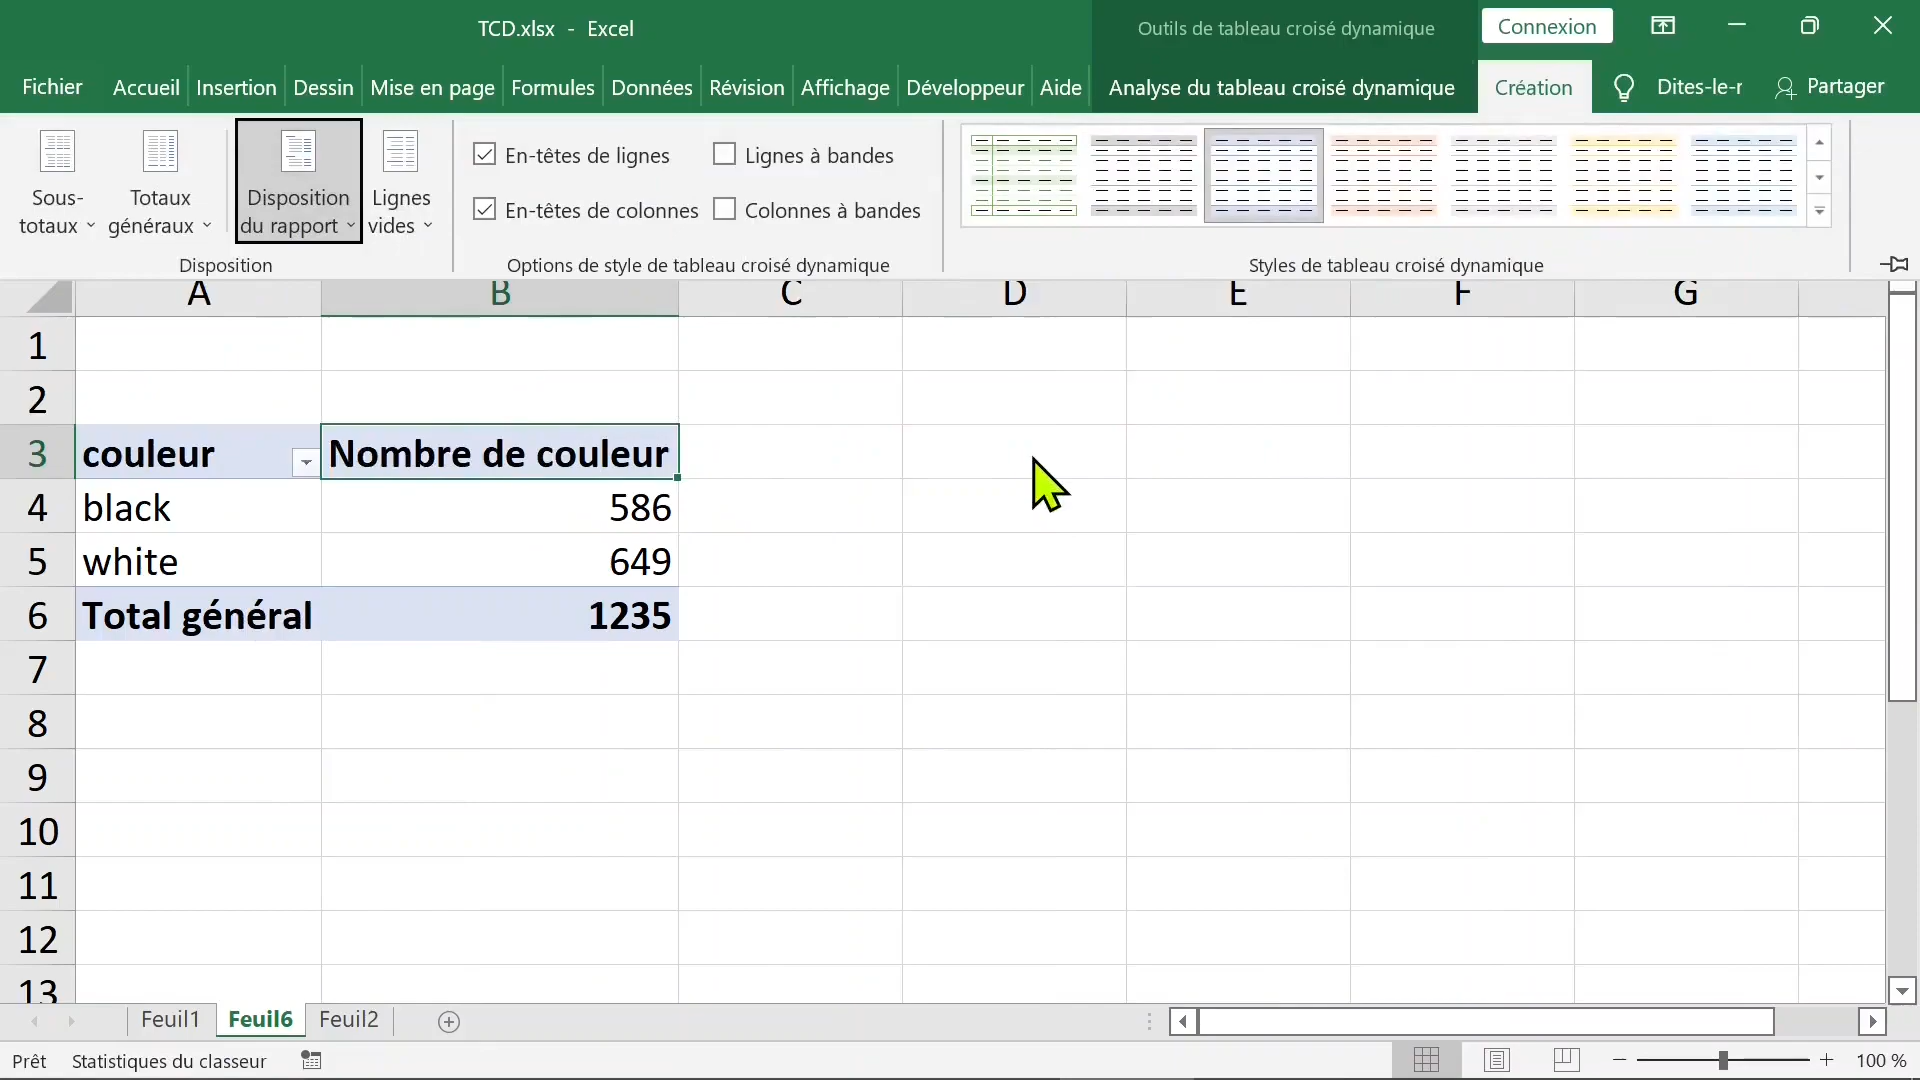 TCD.xlsx - Excel
Outils de tableau croisé dynamique
Connexion
Fichier Accueil Insertion Dessin Mise en page Formules Données Révision Affichage Développeur Aide Analyse du tableau croisé dynamique Création Dites-le-r Partager
Sous-totaux
Totaux généraux
Disposition du rapport
Lignes vides
En-têtes de lignes
Lignes à bandes
En-têtes de colonnes
Colonnes à bandes
Disposition
Options de style de tableau croisé dynamique
Styles de tableau croisé dynamique
A B C D E F G
1
2
3 couleur Nombre de couleur
4 black 586
5 white 649
6 Total général 1235
7
8
9
10
11
12
13
Feuil1 Feuil6 Feuil2
Prêt Statistiques du classeur 100 %